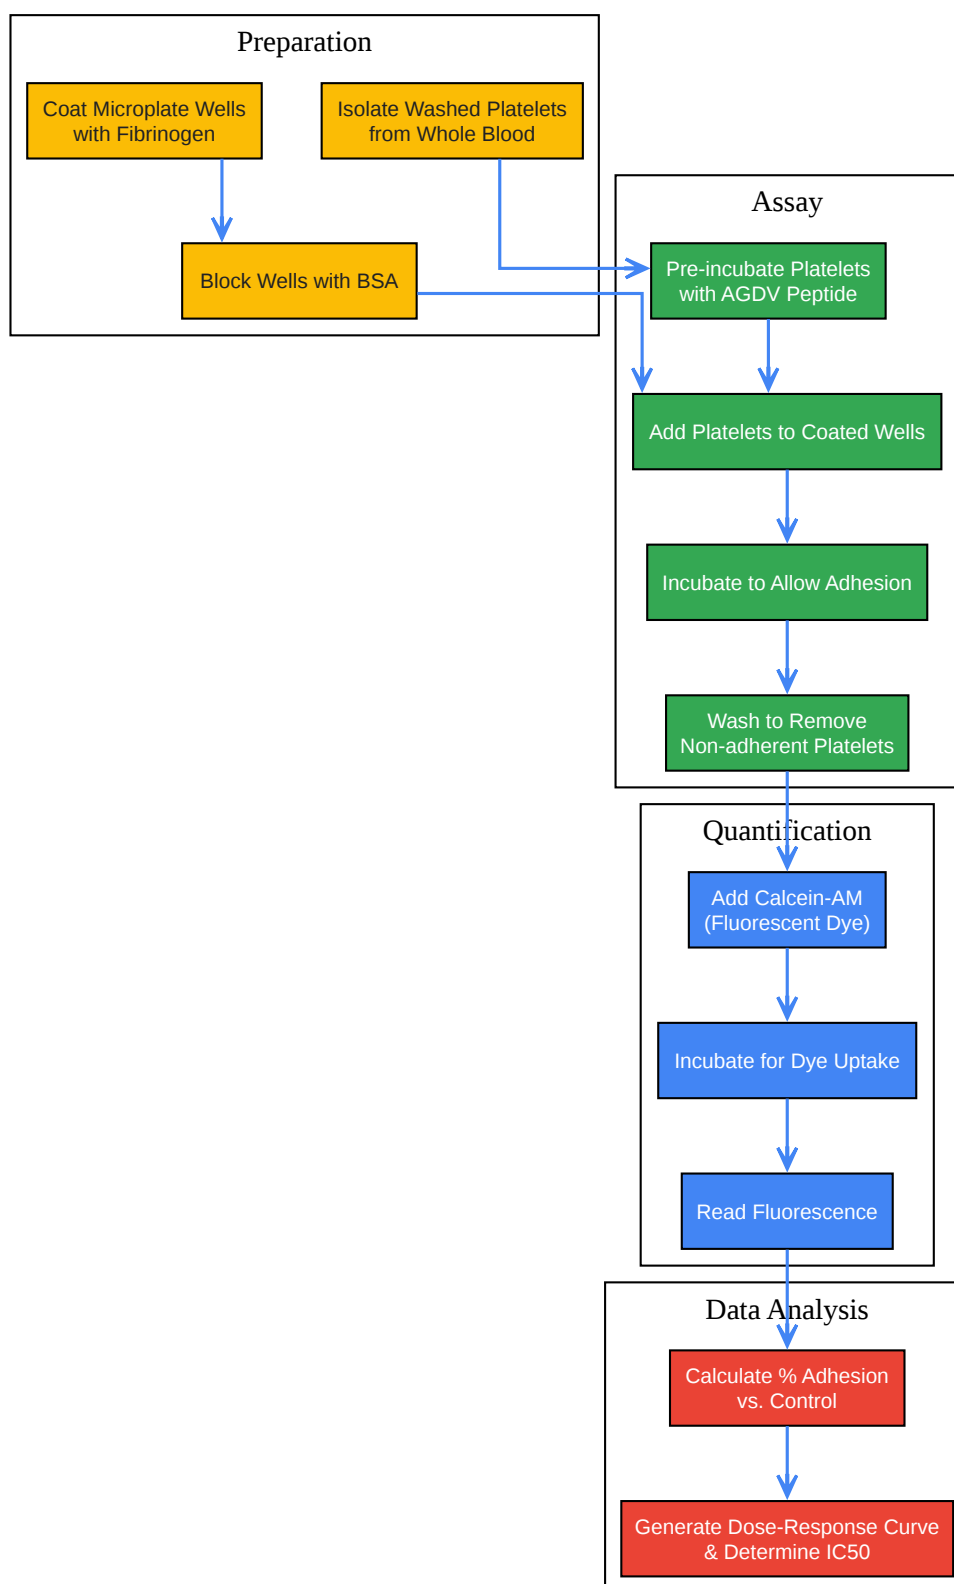 Preparation
Coat Microplate Wells
with Fibrinogen
Isolate Washed Platelets
from Whole Blood
Block Wells with BSA
Assay
Pre-incubate Platelets
with AGDV Peptide
Add Platelets to Coated Wells
Incubate to Allow Adhesion
Wash to Remove
Non-adherent Platelets
Quantification
Add Calcein-AM
(Fluorescent Dye)
Incubate for Dye Uptake
Read Fluorescence
Data Analysis
Calculate % Adhesion
vs. Control
Generate Dose-Response Curve
& Determine IC50